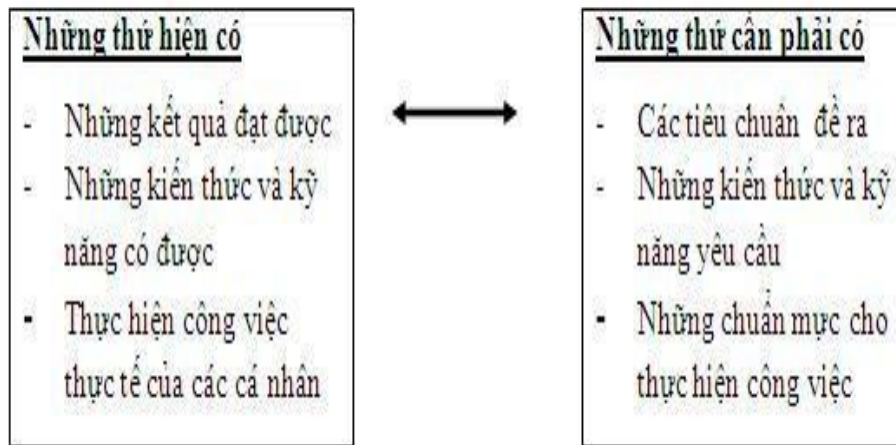 Những thứ hiện có
- Những kết quả đạt được
- Những kiến thức và kỹ
năng có được
- Thực hiện công việc
thực tế của các cá nhân
Những thứ cần phải có
- Các tiêu chuẩn đề ra
- Những kiến thức và kỹ
năng yêu cầu
- Những chuẩn mực cho
thực hiện công việc